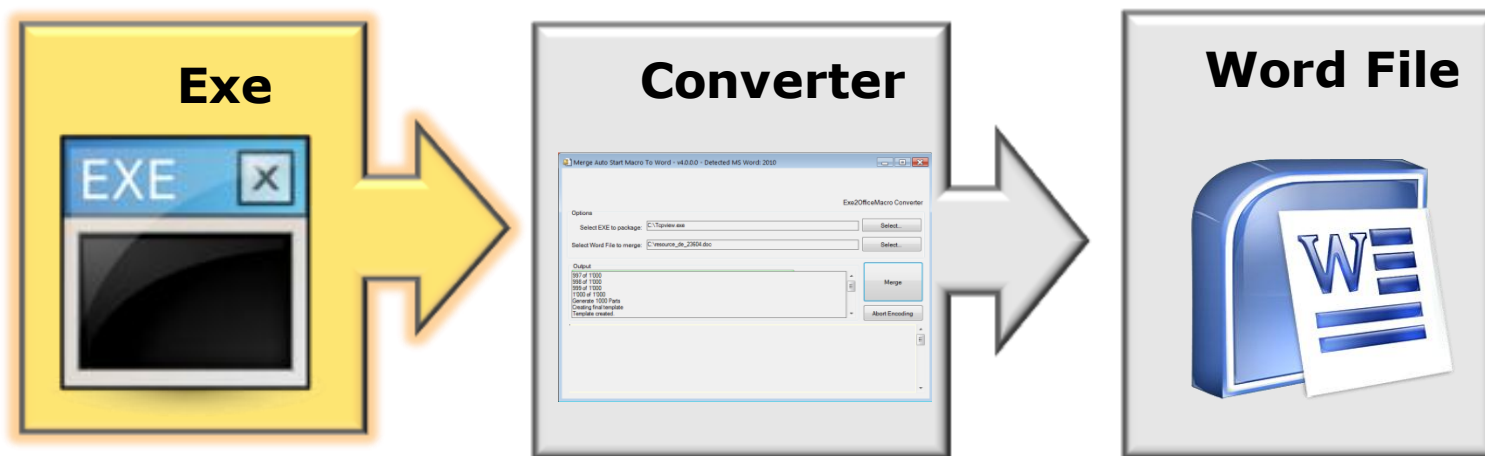 Exe
EXE
Converter
Merge Auto Start Macro To Word - v4.0.0.0 - Detected MS Word! 2010
Exe2OfficeMacro Converter
Options
Select EXE to package: C:\Tcpview.exe Select...
Select Word File to merge: C:\resource_de_23604.doc Select...
Output
997 of 1'000
998 of 1'000
999 of 1'000
1'000 of 1'000
Generate 1000 Parts
Creating final template
Template created.
Merge
Abort Encoding
Word File
W